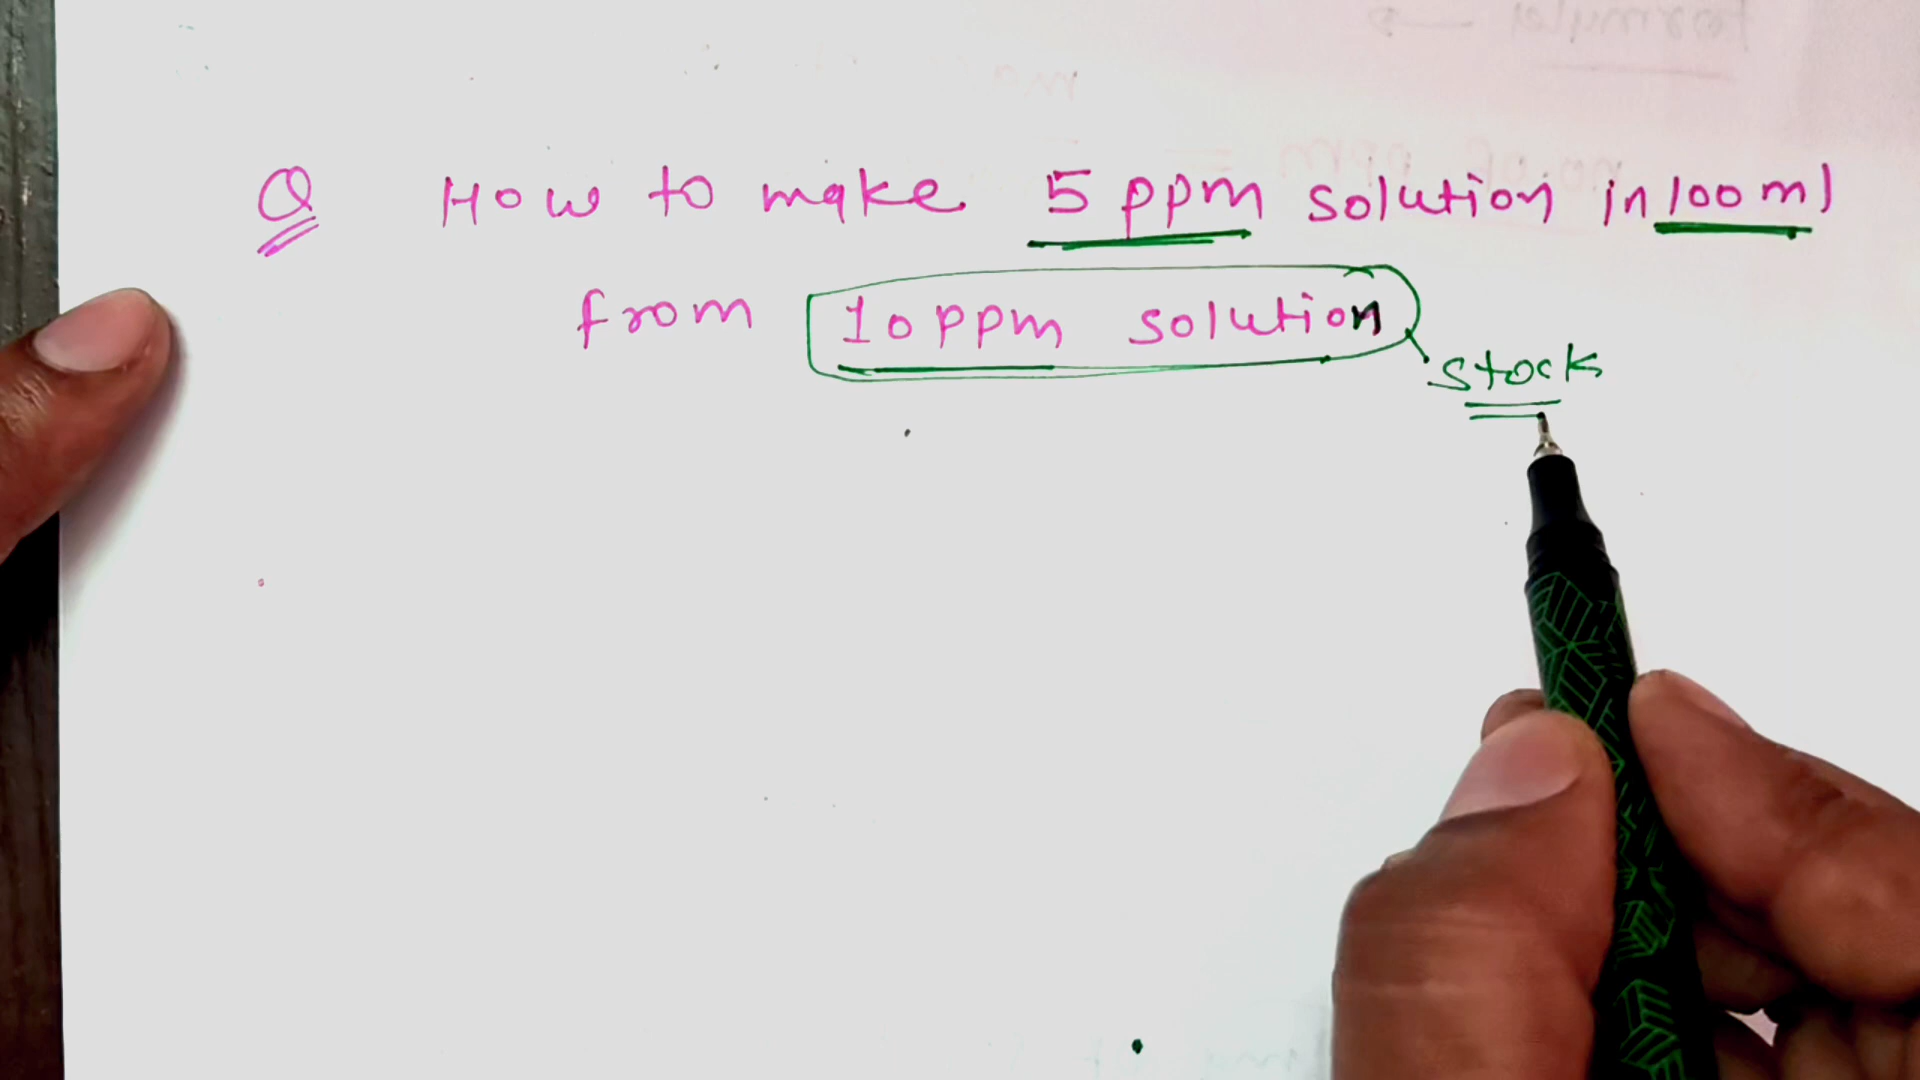 Q How to make 5 ppm solution in 100 ml
from 10 ppm solution
stock